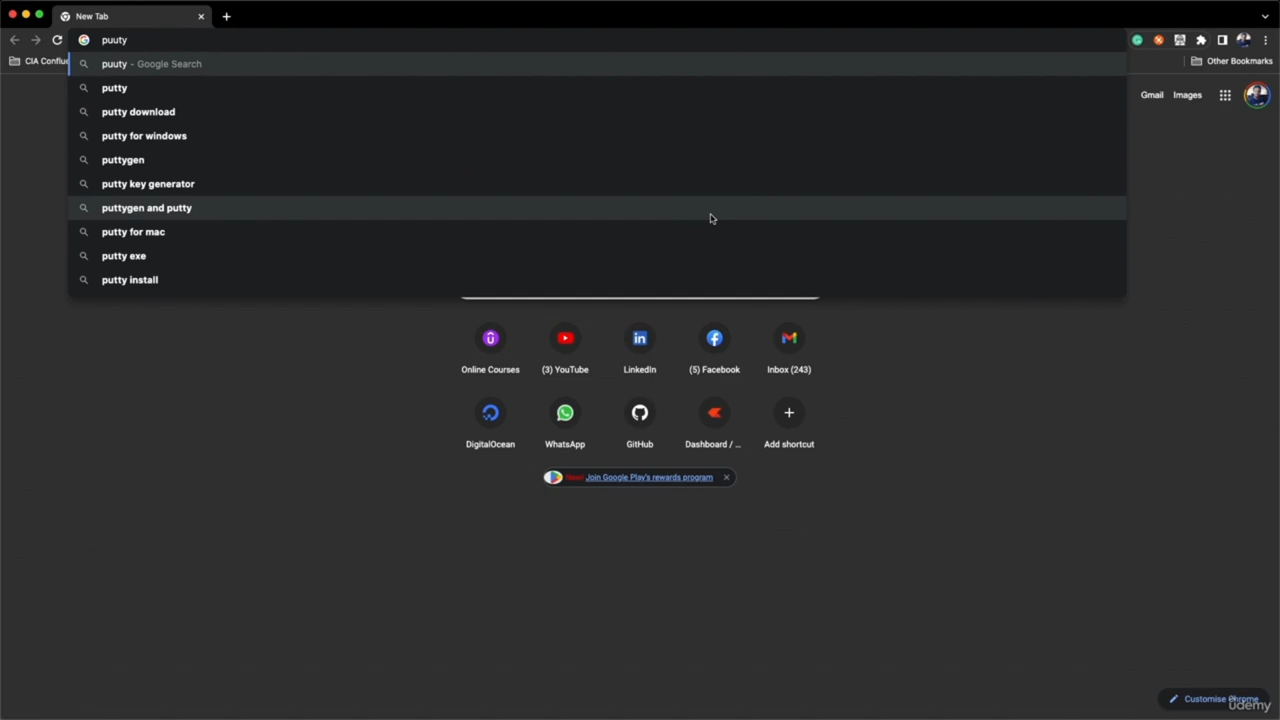 New Tab
puuty
CIA Conflue
Other Bookmarks
puuty - Google Search
putty
putty download
putty for windows
puttygen
putty key generator
puttygen and putty
putty for mac
putty exe
putty install
Gmail Images
Online Courses (3) YouTube LinkedIn (5) Facebook Inbox (243)
DigitalOcean WhatsApp GitHub Dashboard / ... Add shortcut
New! Join Google Play's rewards program
Customise Chrome
udemy